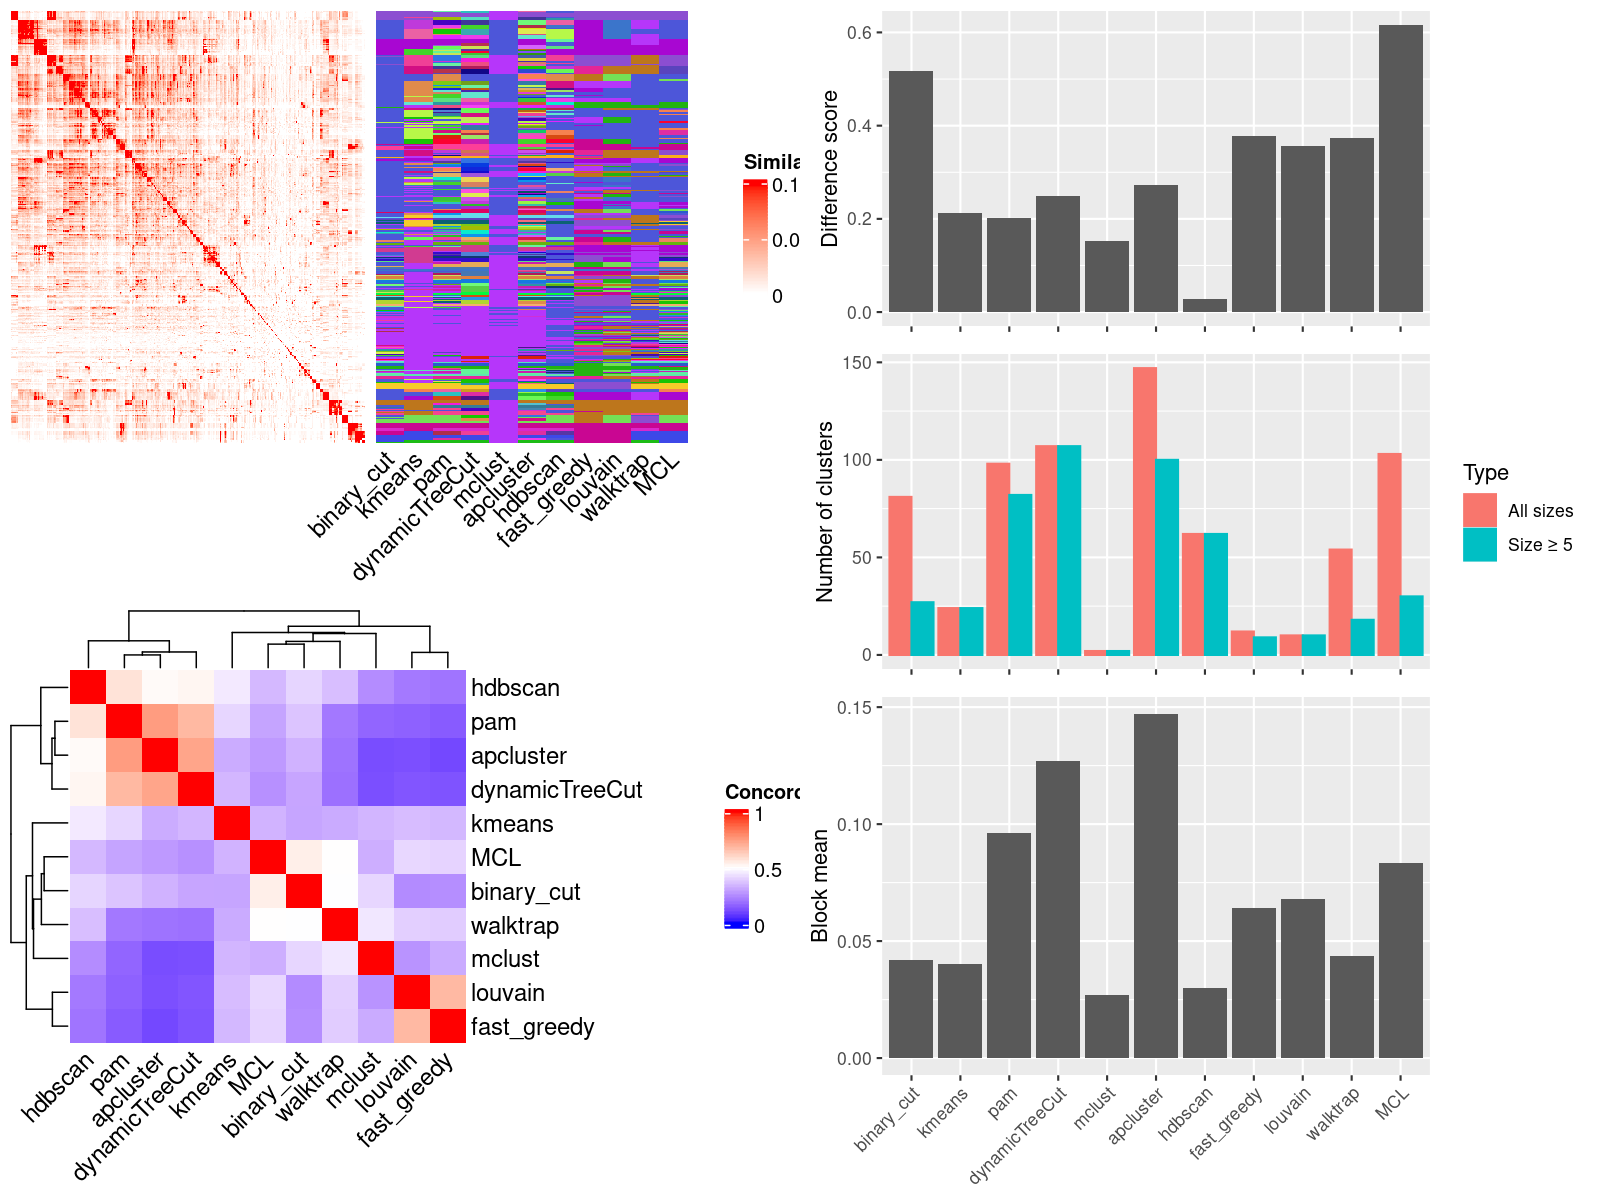 Simila
0.1
0.0
0
binary_cut
kmeans
pam
dynamicTreeCut
mclust
apcluster
hdbscan
fast_greedy
louvain
walktrap
MCL
hdbscan
pam
apcluster
dynamicTreeCut
kmeans
MCL
binary_cut
walktrap
mclust
louvain
fast_greedy
hdbscan
pam
apcluster
dynamicTreeCut
kmeans
MCL
binary_cut
walktrap
mclust
louvain
fast_greedy
Concord
1
0.5
0
Difference score
0.6
0.4
0.2
0.0
Number of clusters
150
100
50
0
Type
All sizes
Size ≥ 5
Block mean
0.15
0.10
0.05
0.00
binary_cut
kmeans
pam
dynamicTreeCut
mclust
apcluster
hdbscan
fast_greedy
louvain
walktrap
MCL